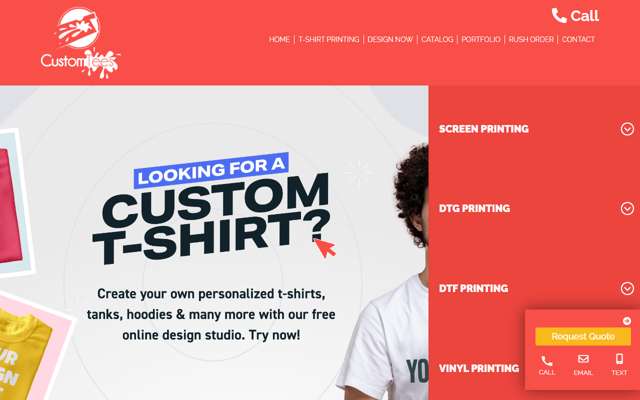 Call
CustomTees
HOME
T-SHIRT PRINTING
DESIGN NOW
CATALOG
PORTFOLIO
RUSH ORDER
CONTACT
LOOKING FOR A
CUSTOM
T-SHIRT?
Create your own personalized t-shirts,
tanks, hoodies & many more with our free
online design studio. Try now!
SCREEN PRINTING
DTG PRINTING
DTF PRINTING
VINYL PRINTING
Request Quote
CALL
EMAIL
TEXT